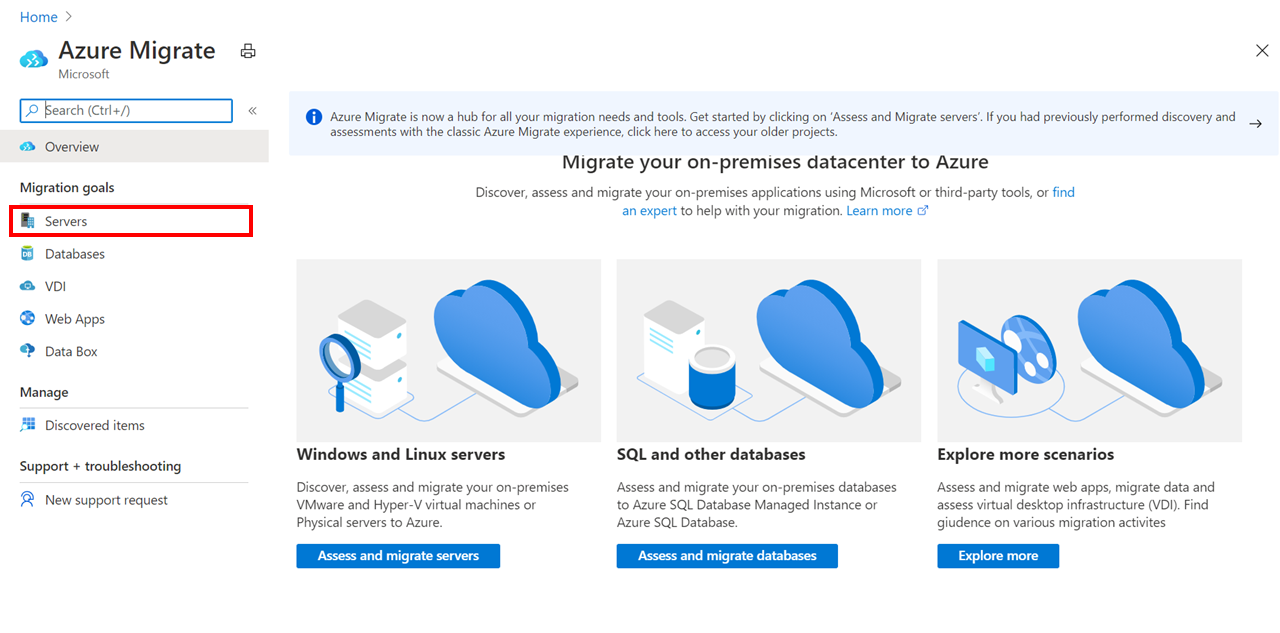 Home
Azure Migrate
Microsoft
Search (Ctrl+/)
«
Overview
Migration goals
Servers
Databases
VDI
Web Apps
Data Box
Manage
Discovered items
Support + troubleshooting
New support request
Azure Migrate is now a hub for all your migration needs and tools. Get started by clicking on 'Assess and Migrate servers'. If you had previously performed discovery and
assessments with the classic Azure Migrate experience, click here to access your older projects.
Migrate your on-premises datacenter to Azure
Discover, assess and migrate your on-premises applications using Microsoft or third-party tools, or find
an expert to help with your migration. Learn more
Windows and Linux servers
Discover, assess and migrate your on-premises
VMware and Hyper-V virtual machines or
Physical servers to Azure.
Assess and migrate servers
SQL and other databases
Assess and migrate your on-premises databases
to Azure SQL Database Managed Instance or
Azure SQL Database.
Assess and migrate databases
Explore more scenarios
Assess and migrate web apps, migrate data and
assess virtual desktop infrastructure (VDI). Find
giudence on various migration activites
Explore more